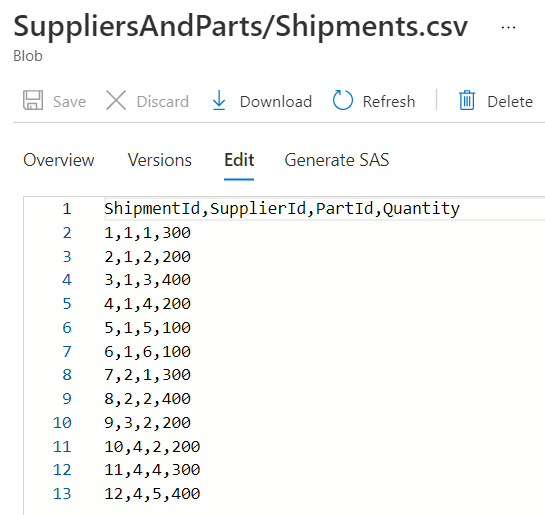 SuppliersAndParts/Shipments.csv ...
Blob
Save Discard Download Refresh Delete
Overview Versions Edit Generate SAS
1 ShipmentId,SupplierId,PartId,Quantity
2 1,1,1,300
3 2,1,2,200
4 3,1,3,400
5 4,1,4,200
6 5,1,5,100
7 6,1,6,100
8 7,2,1,300
9 8,2,2,400
10 9,3,2,200
11 10,4,2,200
12 11,4,4,300
13 12,4,5,400